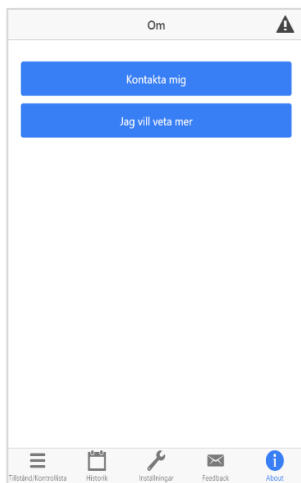 Om
Kontakta mig
Jag vill veta mer
Tillstånd/Kontrollista
Historik
Inställningar
Feedback
About